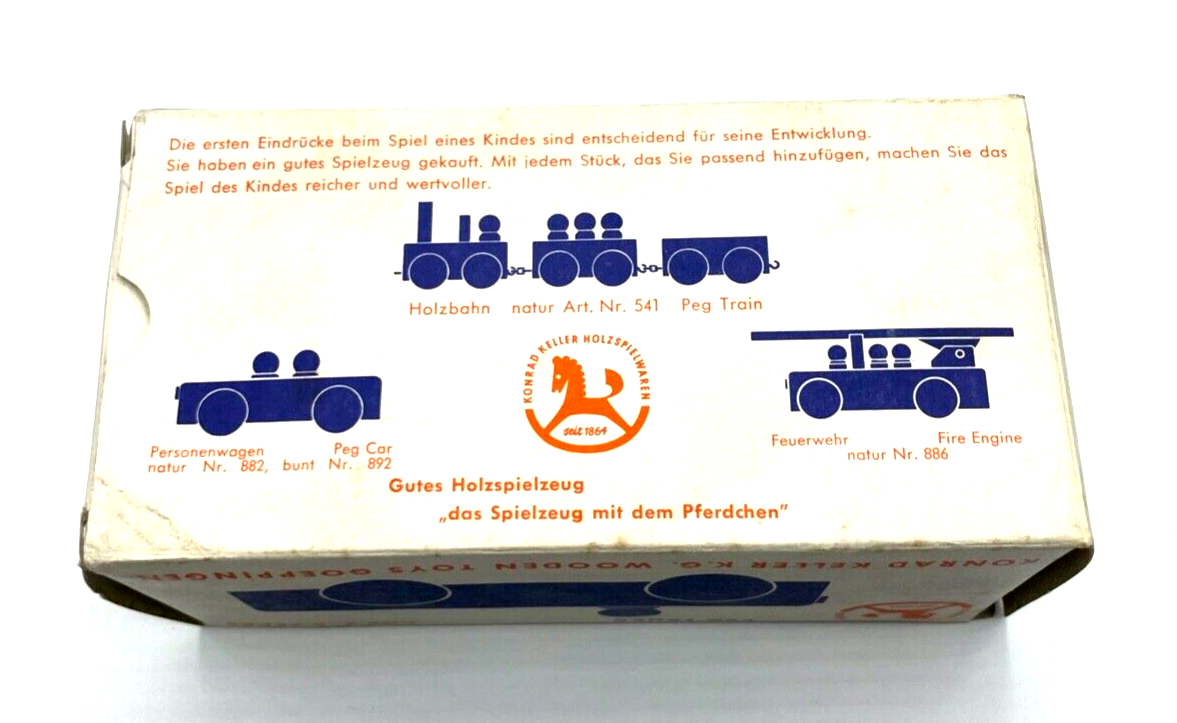 Die ersten Eindrücke beim Spiel eines Kindes sind entscheidend für seine Entwicklung.
Sie haben ein gutes Spielzeug gekauft. Mit jedem Stück, das Sie passend hinzufügen, machen Sie das
Spiel des Kindes reicher und wertvoller.
Holzbahn natur Art. Nr. 541 Peg Train
KONRAD KELLER HOLZSPIELWAREN
seit 1864
Personenwagen Peg Car
natur Nr. 882, bunt Nr. 892
Feuerwehr Fire Engine
natur Nr. 886
Gutes Holzspielzeug
„das Spielzeug mit dem Pferdchen"
KONRAD KELLER K.G. WOODEN TOYS GOEPPINGEN